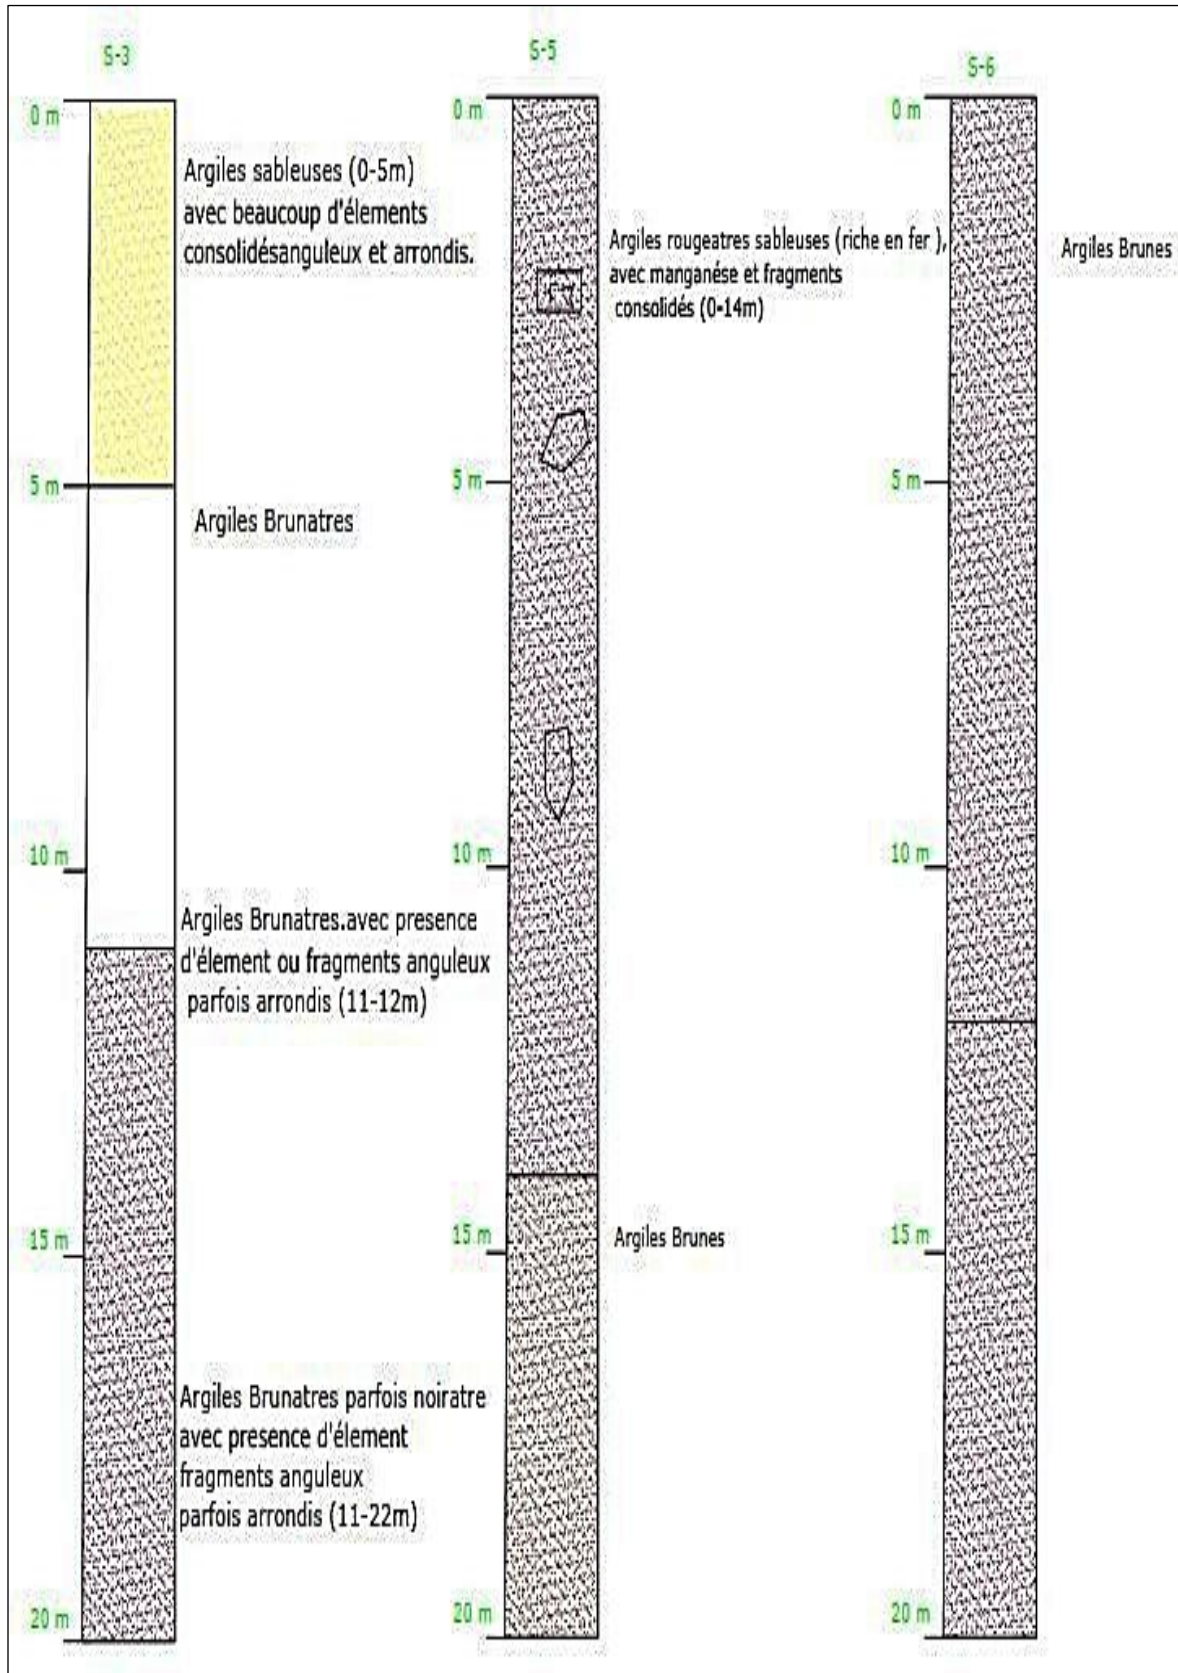 S-3
0 m
Argiles sableuses (0-5m)
avec beaucoup d'élements
consolidésanguleux et arrondis.
5 m
Argiles Brunatres
10 m
Argiles Brunatres.avec presence
d'élement ou fragments anguleux
parfois arrondis (11-12m)
15 m
Argiles Brunatres parfois noiratre
avec presence d'élement
fragments anguleux
parfois arrondis (11-22m)
20 m
S-5
0 m
Argiles rougeatres sableuses (riche en fer ),
avec manganése et fragments
consolidés (0-14m)
5 m
10 m
15 m
Argiles Brunes
20 m
S-6
0 m
Argiles Brunes
5 m
10 m
15 m
20 m